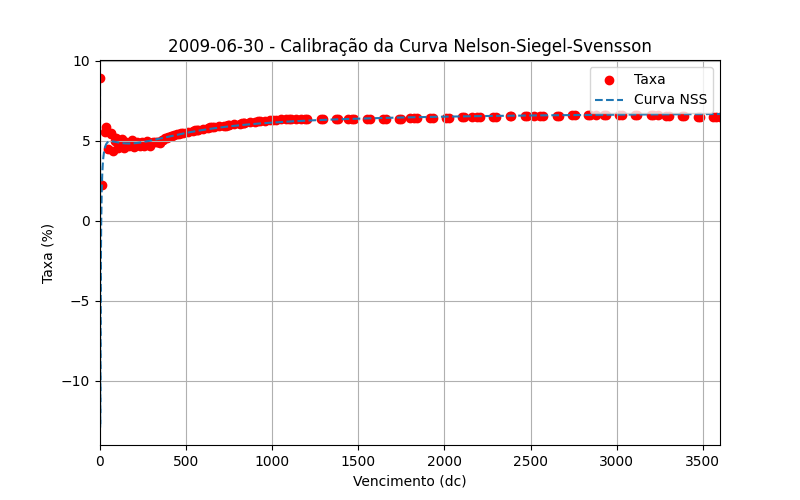 2009-06-30 - Calibração da Curva Nelson-Siegel-Svensson
Taxa
Curva NSS
Taxa (%)
10
5
0
−5
−10
0
500
1000
1500
2000
2500
3000
3500
Vencimento (dc)